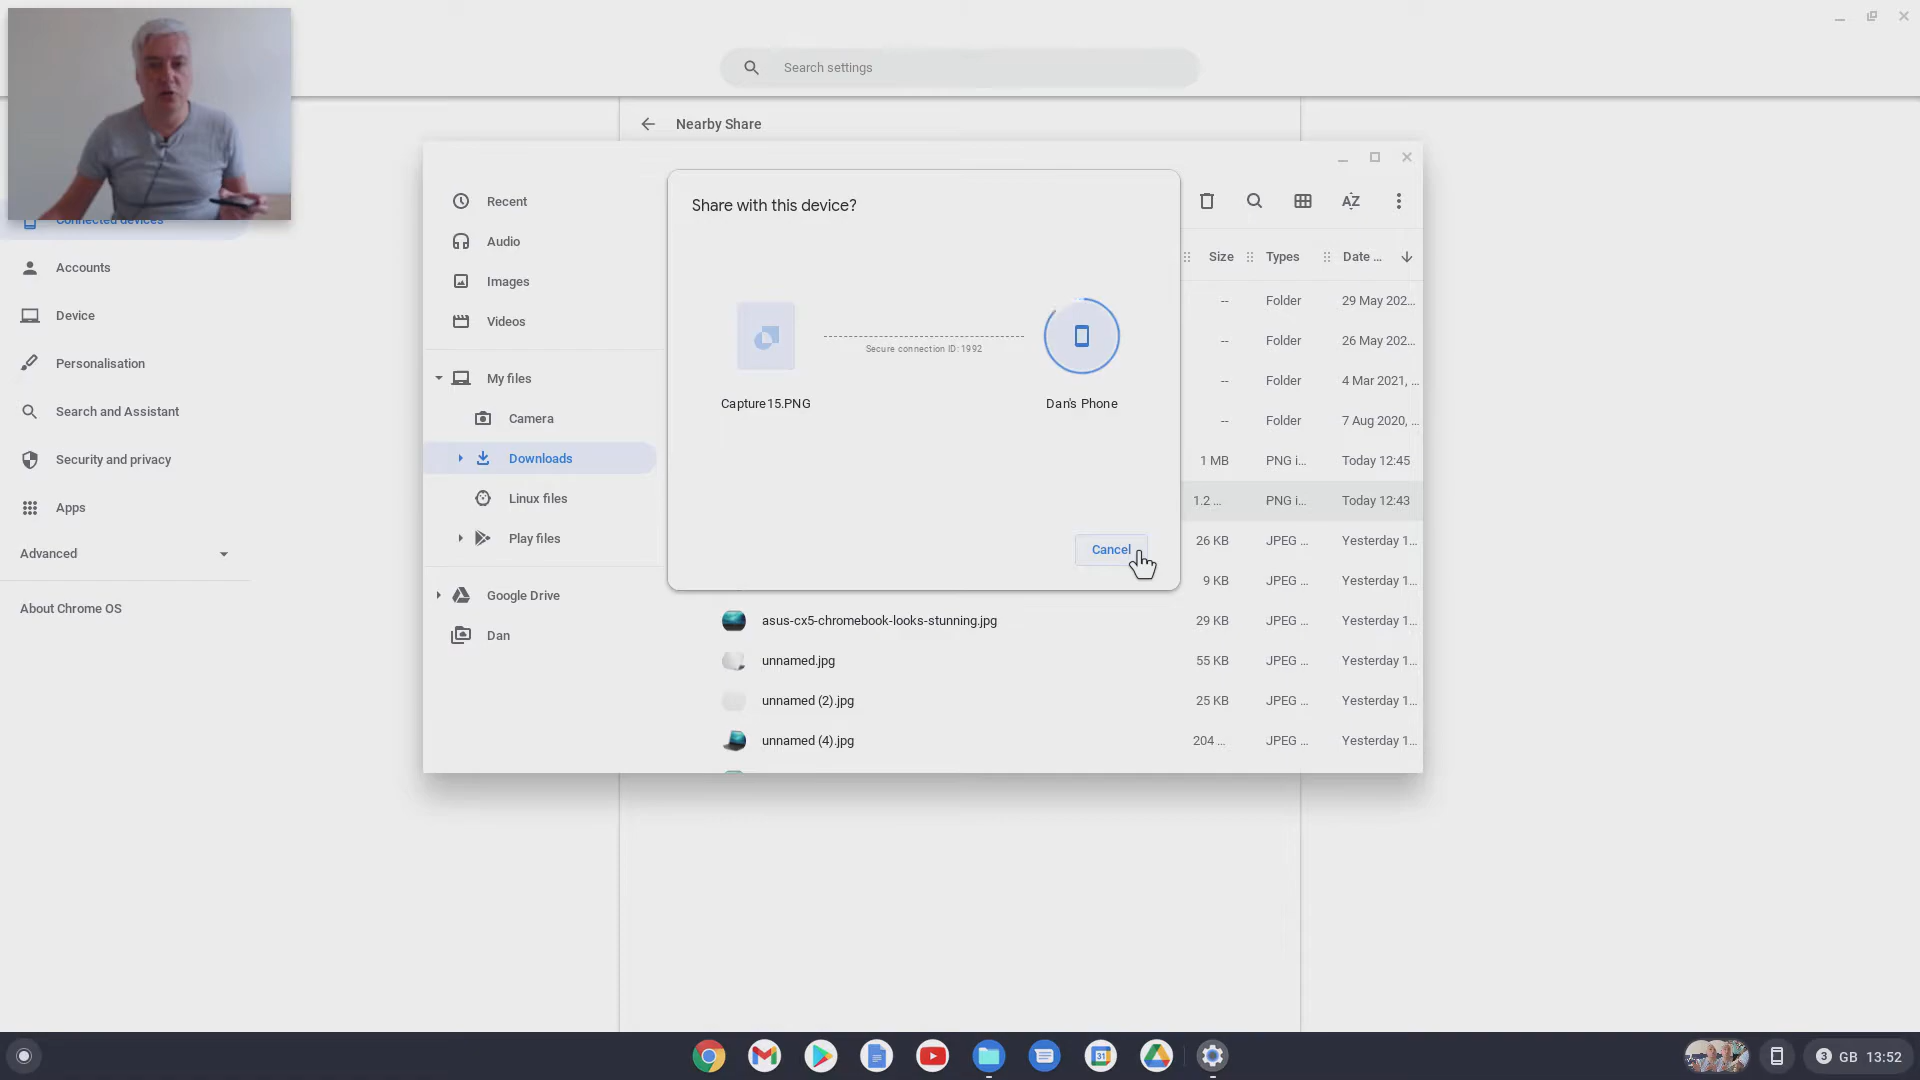 Search settings
Nearby Share
Connected devices
Accounts
Device
Personalisation
Search and Assistant
Security and privacy
Apps
Advanced
About Chrome OS
Recent
Audio
Images
Videos
My files
Camera
Downloads
Linux files
Play files
Google Drive
Dan
Share with this device?
Secure connection ID: 1992
Capture15.PNG
Dan's Phone
Cancel
AZ
Size Types Date ...
-- Folder 29 May 202...
-- Folder 26 May 202...
-- Folder 4 Mar 2021, ...
-- Folder 7 Aug 2020, ...
1 MB PNG i... Today 12:45
1.2 ... PNG i... Today 12:43
26 KB JPEG ... Yesterday 1...
9 KB JPEG ... Yesterday 1...
asus-cx5-chromebook-looks-stunning.jpg 29 KB JPEG ... Yesterday 1...
unnamed.jpg 55 KB JPEG ... Yesterday 1...
unnamed (2).jpg 25 KB JPEG ... Yesterday 1...
unnamed (4).jpg 204 ... JPEG ... Yesterday 1...
31
3 GB 13:52